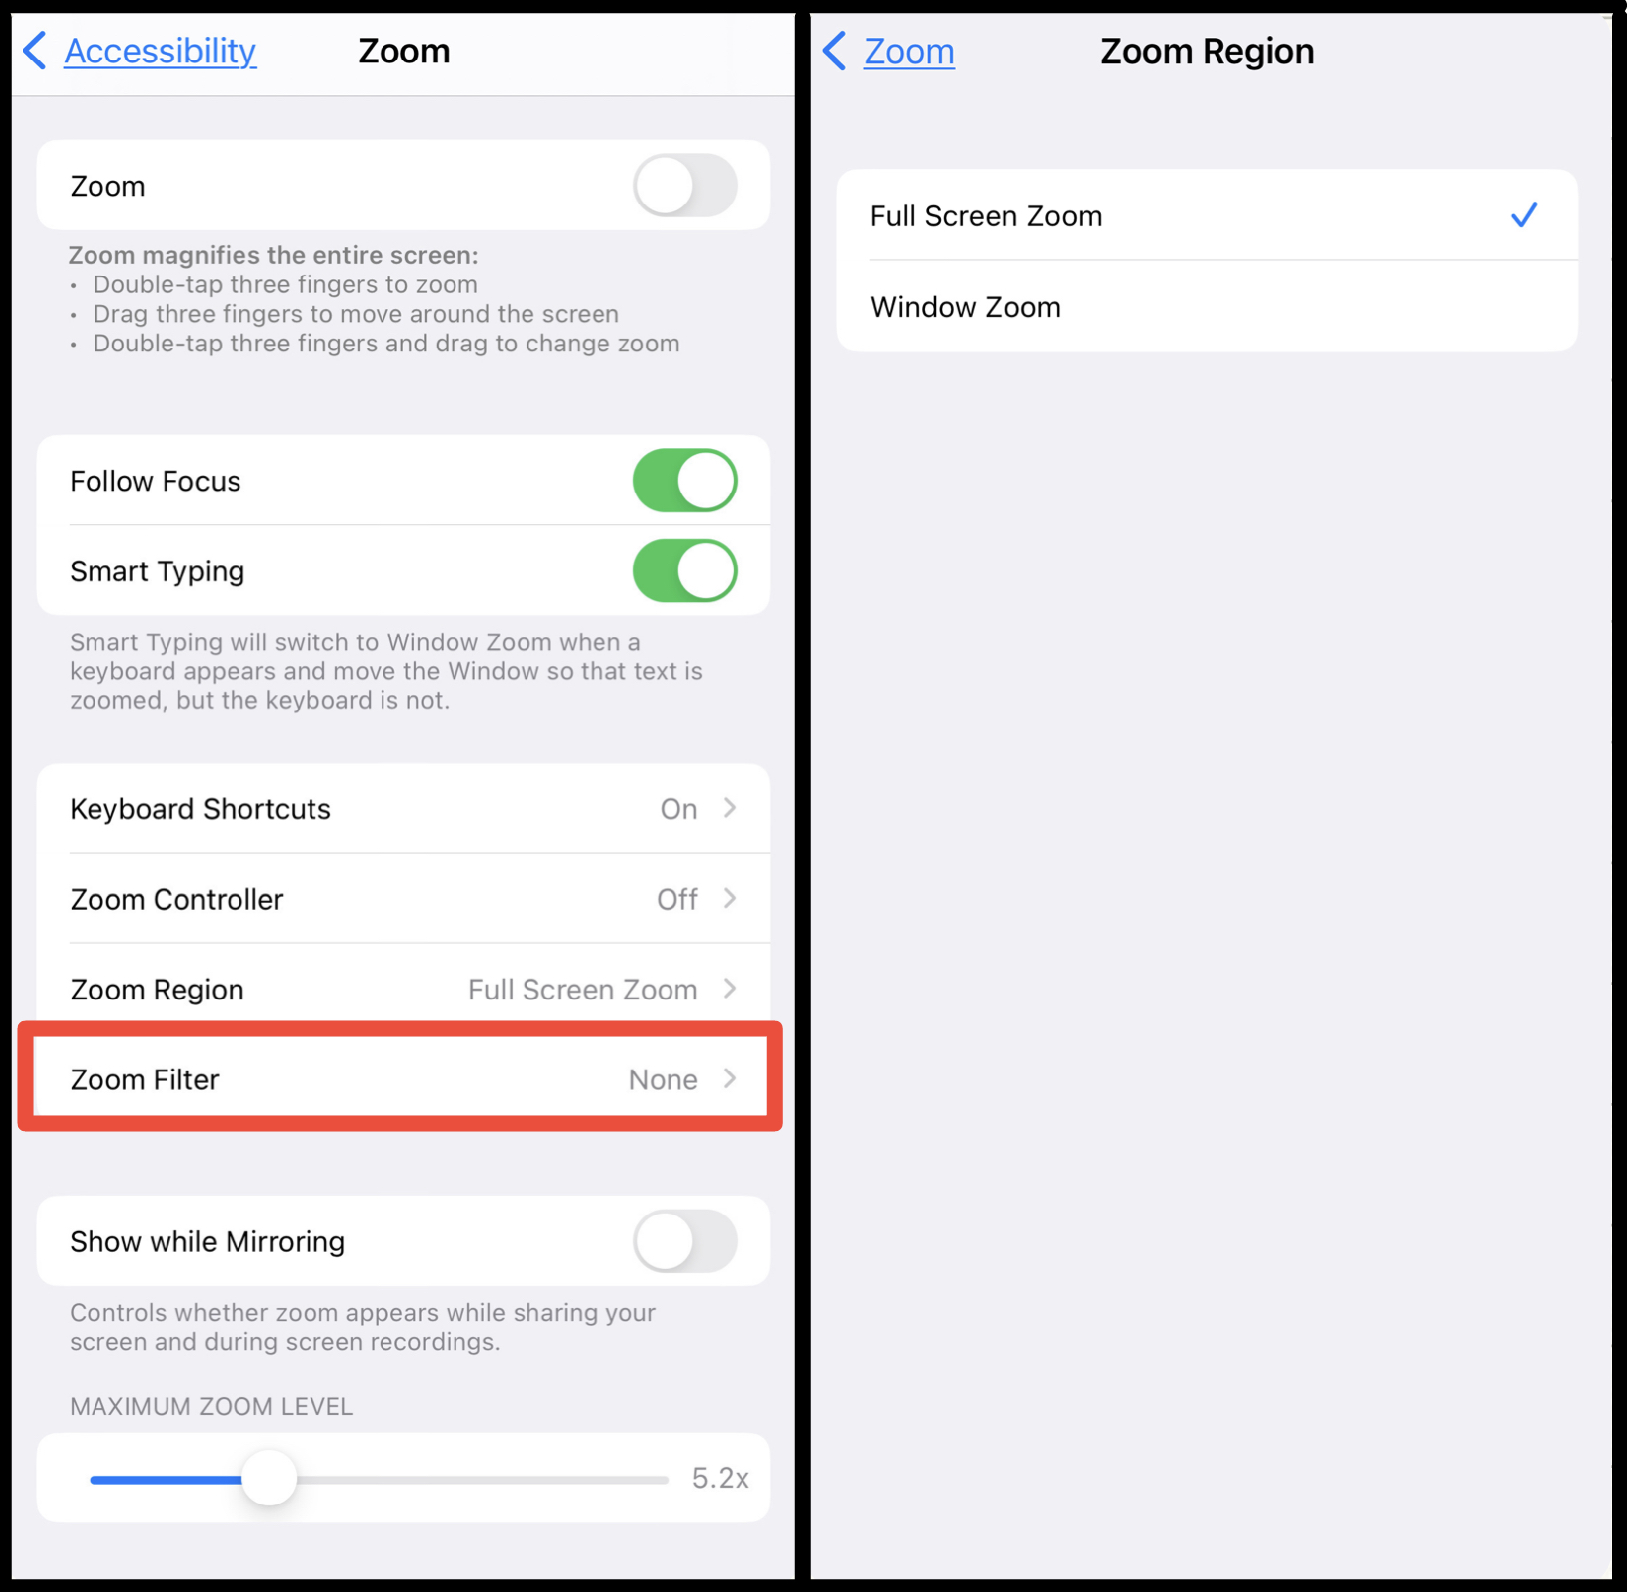 Accessibility
Zoom
Zoom
Zoom magnifies the entire screen:
• Double-tap three fingers to zoom
• Drag three fingers to move around the screen
• Double-tap three fingers and drag to change zoom
Follow Focus
Smart Typing
Smart Typing will switch to Window Zoom when a
keyboard appears and move the Window so that text is
zoomed, but the keyboard is not.
Keyboard Shortcuts On
Zoom Controller Off
Zoom Region Full Screen Zoom
Zoom Filter None
Show while Mirroring
Controls whether zoom appears while sharing your
screen and during screen recordings.
MAXIMUM ZOOM LEVEL
5.2x
Zoom
Zoom Region
Full Screen Zoom
Window Zoom